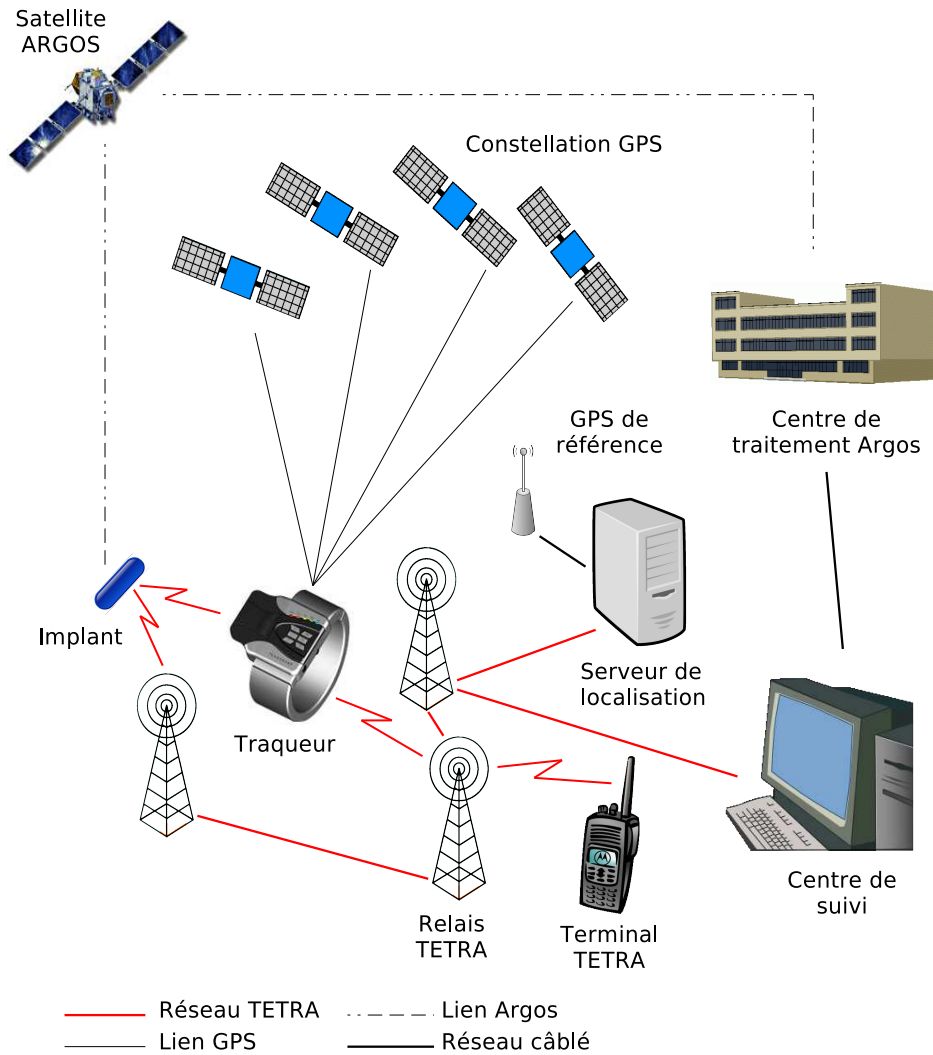 Satellite
ARGOS
Constellation GPS
GPS de
référence
Centre de
traitement Argos
Implant
Traqueur
Serveur de
localisation
Centre de
suivi
Relais
TETRA
Terminal
TETRA
Réseau TETRA
Lien Argos
Lien GPS
Réseau câblé